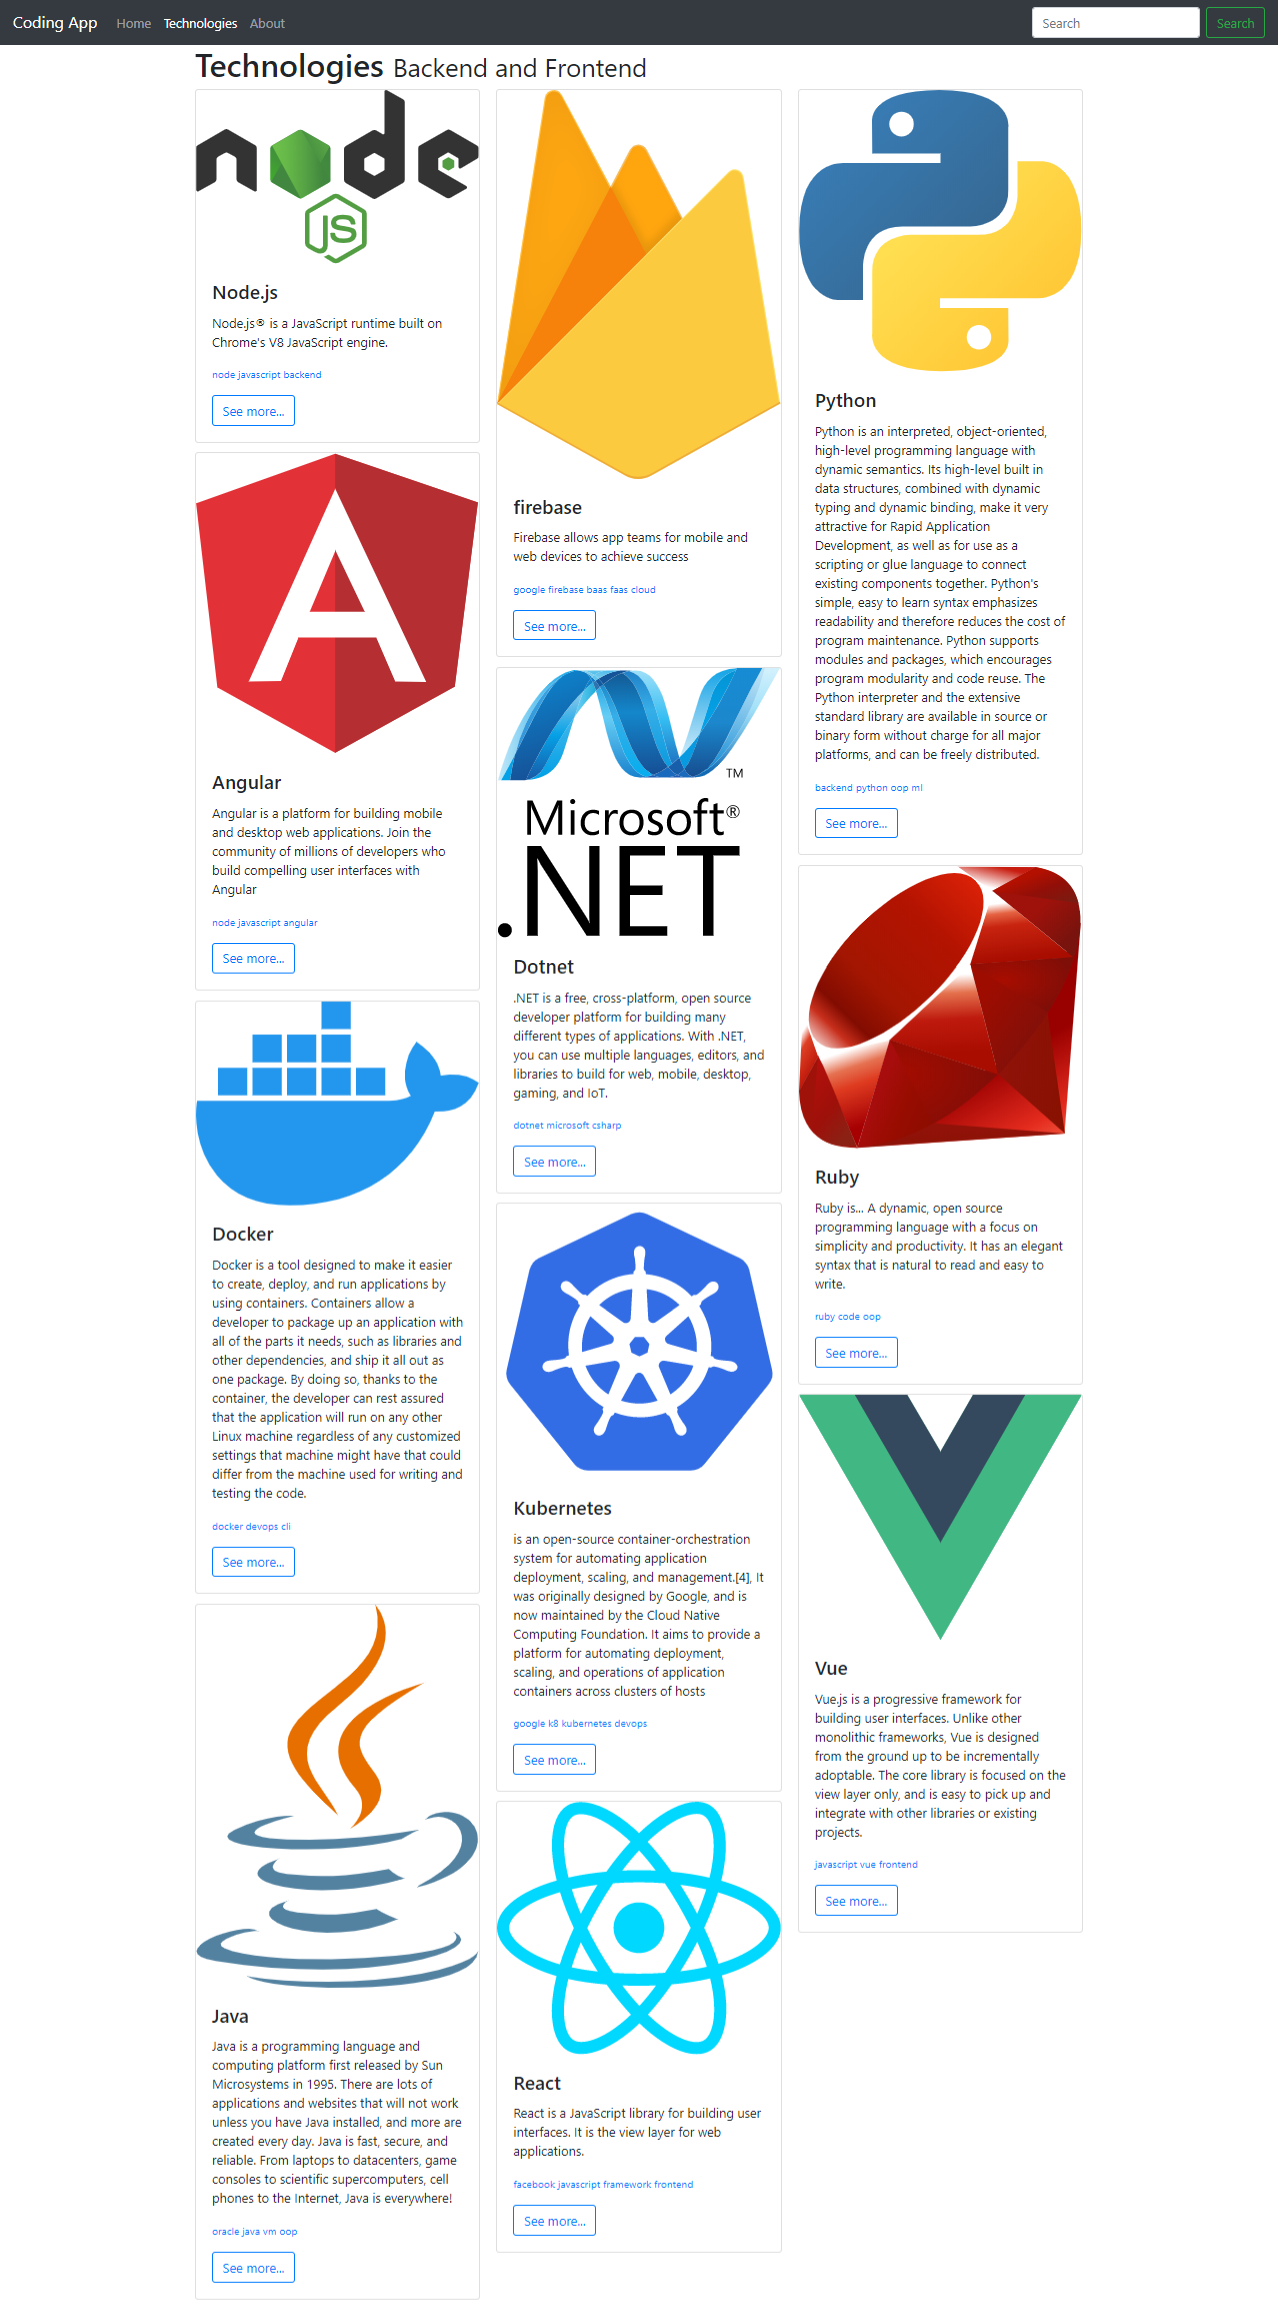 Coding App Home Technologies About Search Search
Technologies Backend and Frontend
node
JS
Node.js
Node.js® is a JavaScript runtime built on
Chrome's V8 JavaScript engine.
node javascript backend
See more...
A
Angular
Angular is a platform for building mobile
and desktop web applications. Join the
community of millions of developers who
build compelling user interfaces with
Angular
node javascript angular
See more...
Docker
Docker is a tool designed to make it easier
to create, deploy, and run applications by
using containers. Containers allow a
developer to package up an application with
all of the parts it needs, such as libraries and
other dependencies, and ship it all out as
one package. By doing so, thanks to the
container, the developer can rest assured
that the application will run on any other
Linux machine regardless of any customized
settings that machine might have that could
differ from the machine used for writing and
testing the code.
docker devops cli
See more...
Java
Java is a programming language and
computing platform first released by Sun
Microsystems in 1995. There are lots of
applications and websites that will not work
unless you have Java installed, and more are
created every day. Java is fast, secure, and
reliable. From laptops to datacenters, game
consoles to scientific supercomputers, cell
phones to the Internet, Java is everywhere!
oracle java vm oop
See more...
firebase
Firebase allows app teams for mobile and
web devices to achieve success
google firebase baas faas cloud
See more...
TM
Microsoft®
.NET
Dotnet
.NET is a free, cross-platform, open source
developer platform for building many
different types of applications. With .NET,
you can use multiple languages, editors, and
libraries to build for web, mobile, desktop,
gaming, and IoT.
dotnet microsoft csharp
See more...
Kubernetes
is an open-source container-orchestration
system for automating application
deployment, scaling, and management.[4], It
was originally designed by Google, and is
now maintained by the Cloud Native
Computing Foundation. It aims to provide a
platform for automating deployment,
scaling, and operations of application
containers across clusters of hosts
google k8 kubernetes devops
See more...
React
React is a JavaScript library for building user
interfaces. It is the view layer for web
applications.
facebook javascript framework frontend
See more...
Python
Python is an interpreted, object-oriented,
high-level programming language with
dynamic semantics. Its high-level built in
data structures, combined with dynamic
typing and dynamic binding, make it very
attractive for Rapid Application
Development, as well as for use as a
scripting or glue language to connect
existing components together. Python's
simple, easy to learn syntax emphasizes
readability and therefore reduces the cost of
program maintenance. Python supports
modules and packages, which encourages
program modularity and code reuse. The
Python interpreter and the extensive
standard library are available in source or
binary form without charge for all major
platforms, and can be freely distributed.
backend python oop ml
See more...
Ruby
Ruby is... A dynamic, open source
programming language with a focus on
simplicity and productivity. It has an elegant
syntax that is natural to read and easy to
write.
ruby code oop
See more...
Vue
Vue.js is a progressive framework for
building user interfaces. Unlike other
monolithic frameworks, Vue is designed
from the ground up to be incrementally
adoptable. The core library is focused on the
view layer only, and is easy to pick up and
integrate with other libraries or existing
projects.
javascript vue frontend
See more...